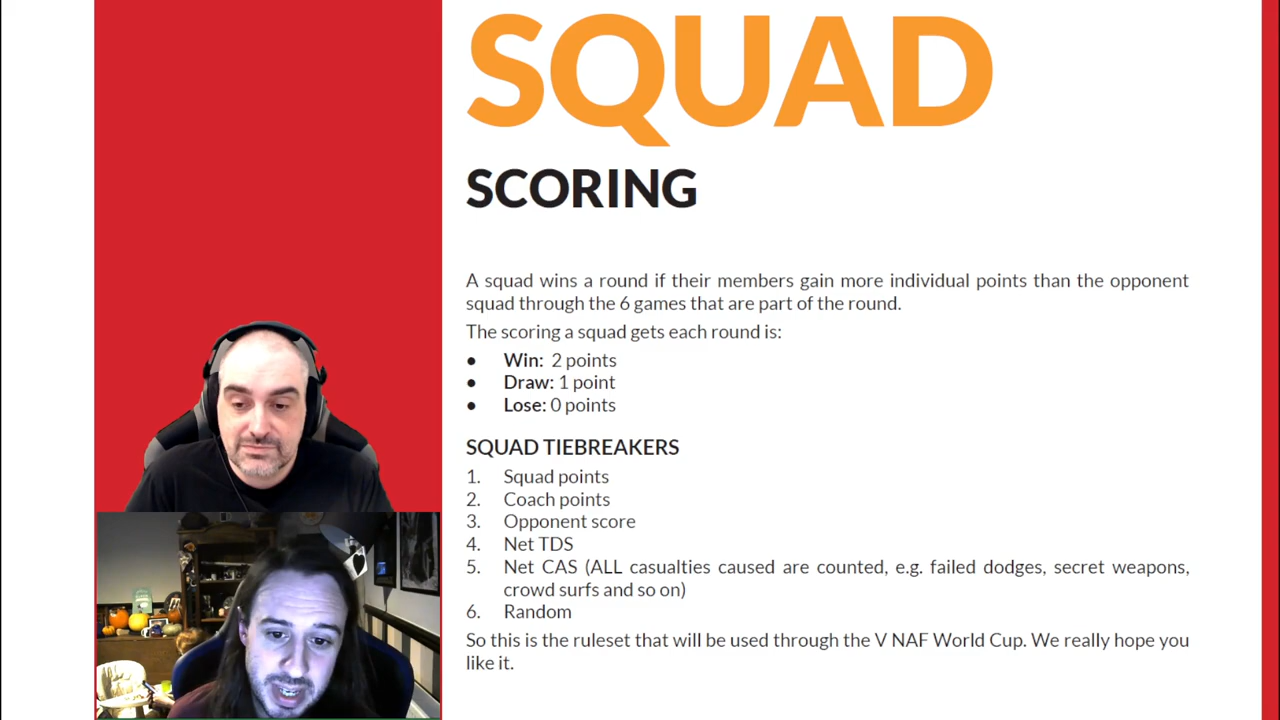 SQUAD
SCORING
A squad wins a round if their members gain more individual points than the opponent
squad through the 6 games that are part of the round.
The scoring a squad gets each round is:
● Win: 2 points
● Draw: 1 point
● Lose: 0 points
SQUAD TIEBREAKERS
1. Squad points
2. Coach points
3. Opponent score
4. Net TDS
5. Net CAS (ALL casualties caused are counted, e.g. failed dodges, secret weapons,
crowd surfs and so on)
6. Random
So this is the ruleset that will be used through the V NAF World Cup. We really hope you
like it.